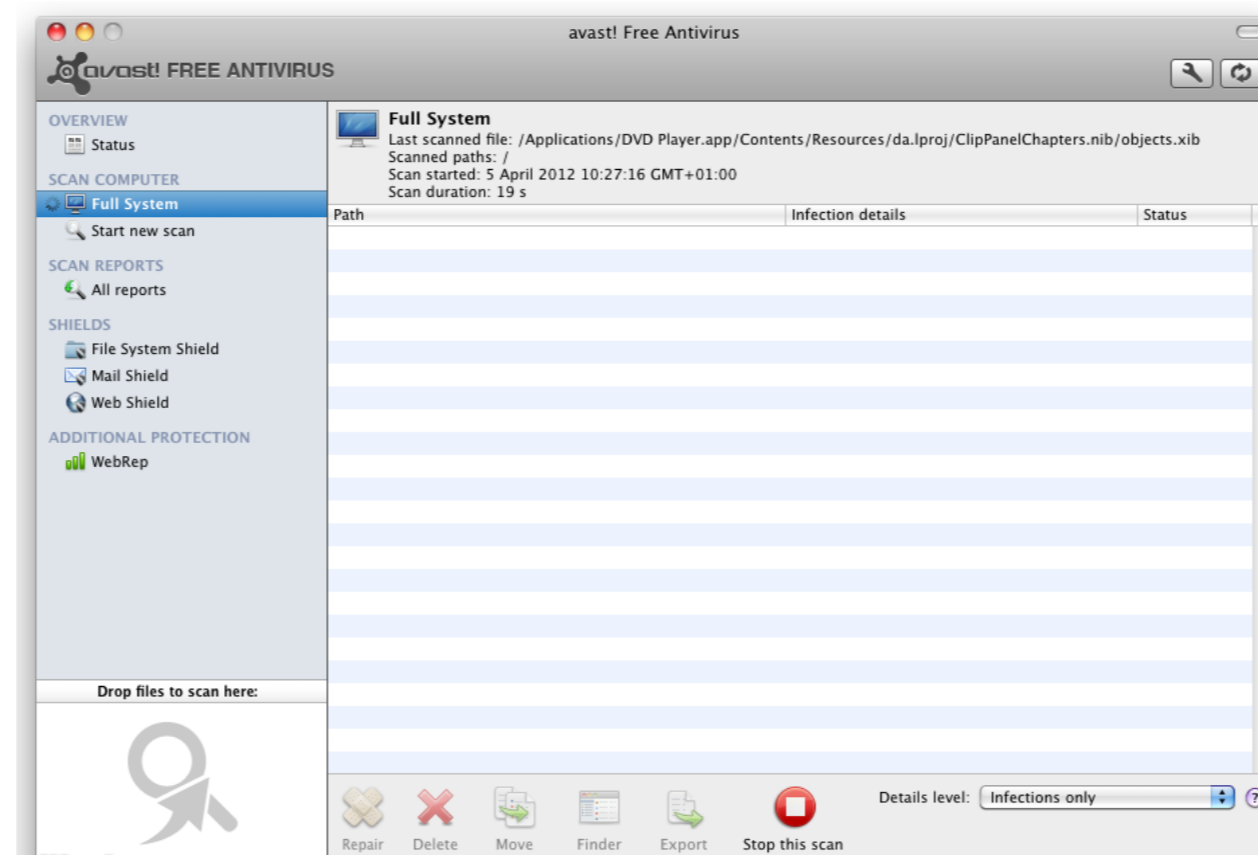 avast! Free Antivirus
avast! FREE ANTIVIRUS
OVERVIEW
Status
SCAN COMPUTER
Full System
Start new scan
SCAN REPORTS
All reports
SHIELDS
File System Shield
Mail Shield
Web Shield
ADDITIONAL PROTECTION
WebRep
Drop files to scan here:
Full System
Last scanned file: /Applications/DVD Player.app/Contents/Resources/da.lproj/ClipPanelChapters.nib/objects.xib
Scanned paths: /
Scan started: 5 April 2012 10:27:16 GMT+01:00
Scan duration: 19 s
Path Infection details Status
Repair Delete Move Finder Export Stop this scan
Details level: Infections only ?